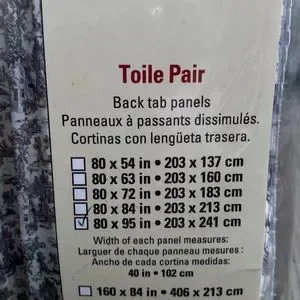 Toile Pair
Back tab panels
Panneaux à passants dissimulés.
Cortinas con lengüeta trasera.
80 x 54 in • 203 x 137 cm
80 x 63 in • 203 x 160 cm
80 x 72 in • 203 x 183 cm
80 x 84 in • 203 x 213 cm
80 x 95 in • 203 x 241 cm
Width of each panel measures:
Larguer de chaque panneau mesures :
Ancho de cada cortina medidas:
40 in • 102 cm
160 x 84 in • 406 x 213 cm